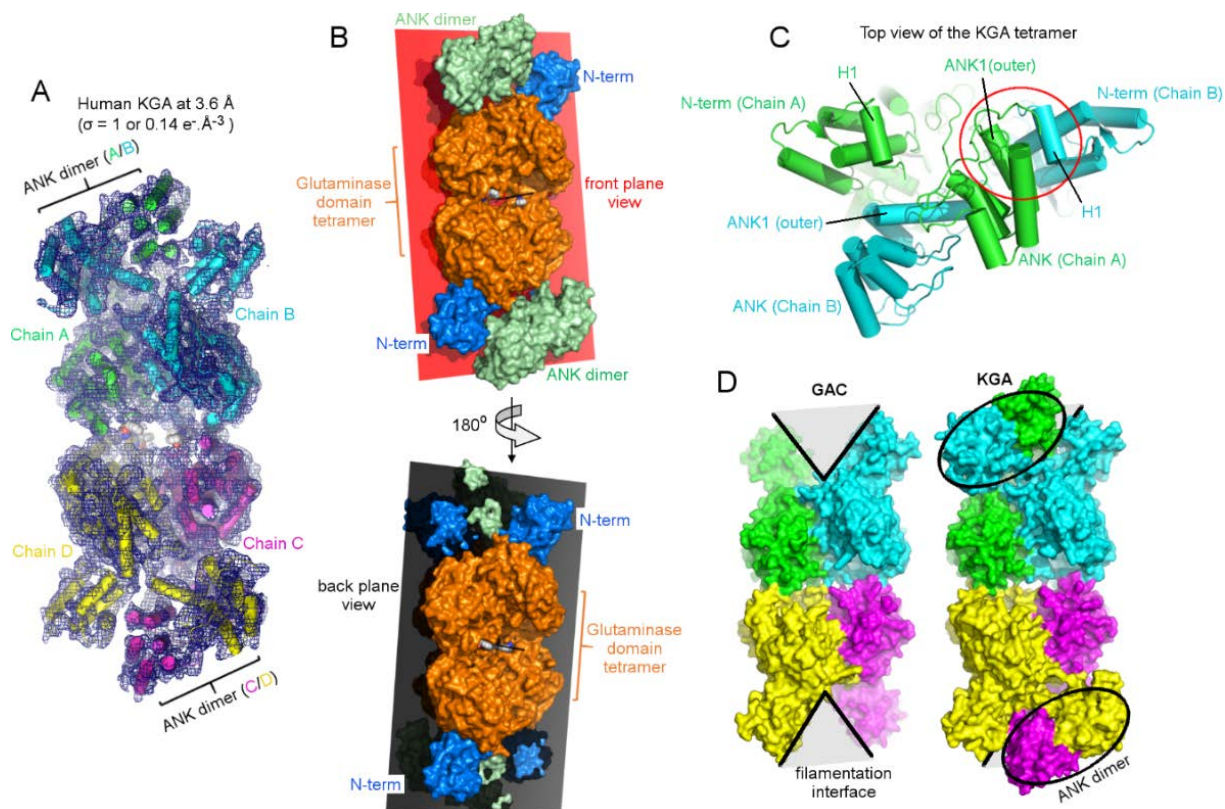 A
Human KGA at 3.6 Å
(σ = 1 or 0.14 e-.Å-3 )
ANK dimer (A/B)
Chain A
Chain B
Chain D
Chain C
ANK dimer (C/D)
B
ANK dimer
N-term
Glutaminase
domain
tetramer
front plane
view
N-term
ANK dimer
180º
N-term
back plane
view
Glutaminase
domain
tetramer
N-term
C
Top view of the KGA tetramer
H1
ANK1(outer)
N-term (Chain A)
N-term (Chain B)
ANK1 (outer)
H1
ANK (Chain A)
ANK (Chain B)
D
GAC
KGA
filamentation
interface
ANK dimer